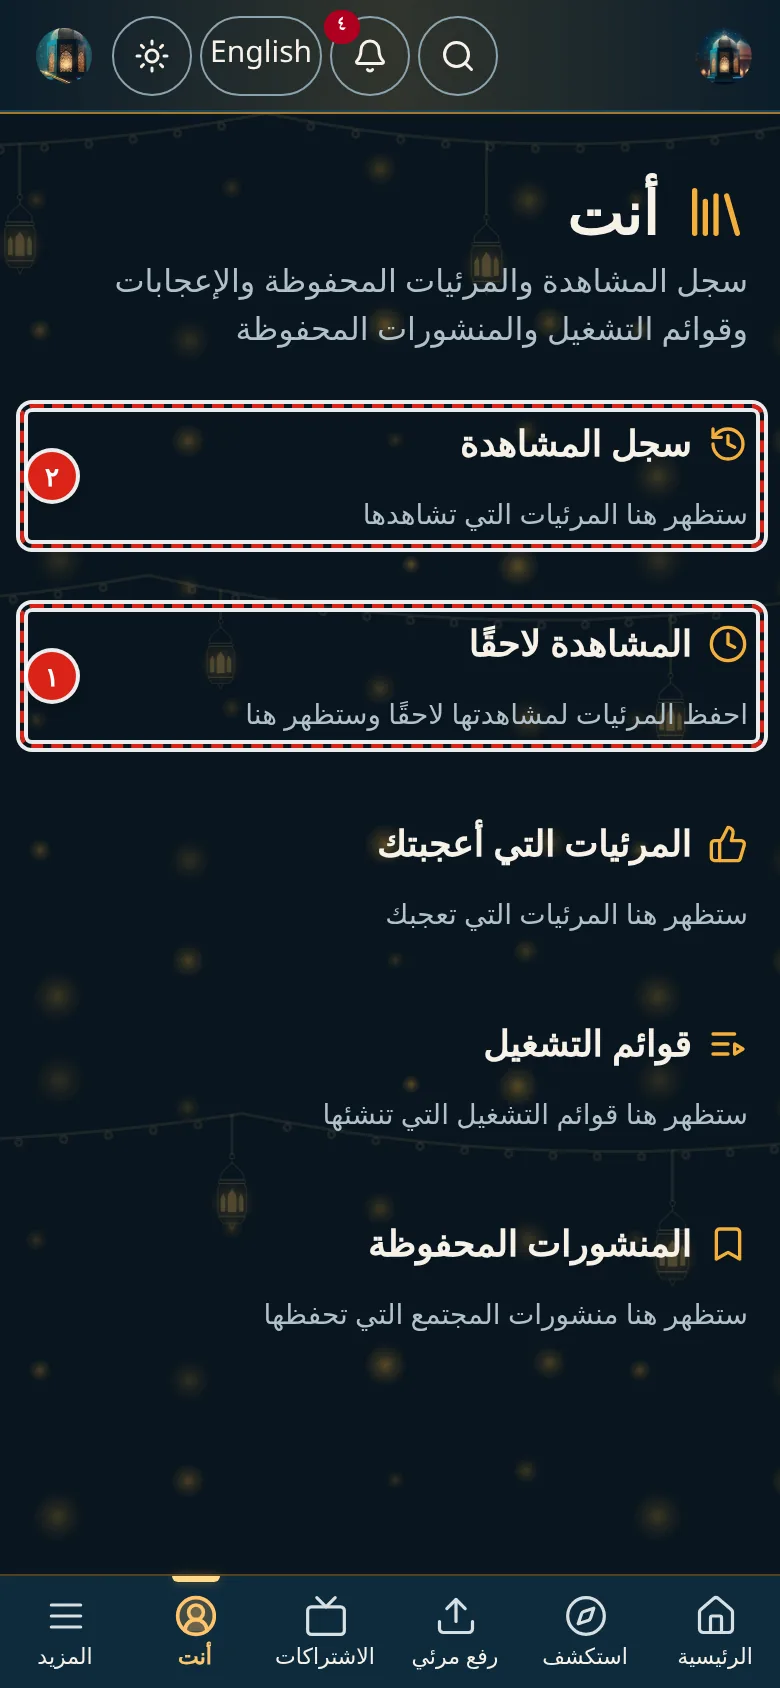 English
٤
أنت
سجل المشاهدة والمرئيات المحفوظة والإعجابات
وقوائم التشغيل والمنشورات المحفوظة
سجل المشاهدة
٢
ستظهر هنا المرئيات التي تشاهدها
المشاهدة لاحقًا
١
احفظ المرئيات لمشاهدتها لاحقًا وستظهر هنا
المرئيات التي أعجبتك
ستظهر هنا المرئيات التي تعجبك
قوائم التشغيل
ستظهر هنا قوائم التشغيل التي تنشئها
المنشورات المحفوظة
ستظهر هنا منشورات المجتمع التي تحفظها
الرئيسية
استكشف
رفع مرئي
الاشتراكات
أنت
المزيد